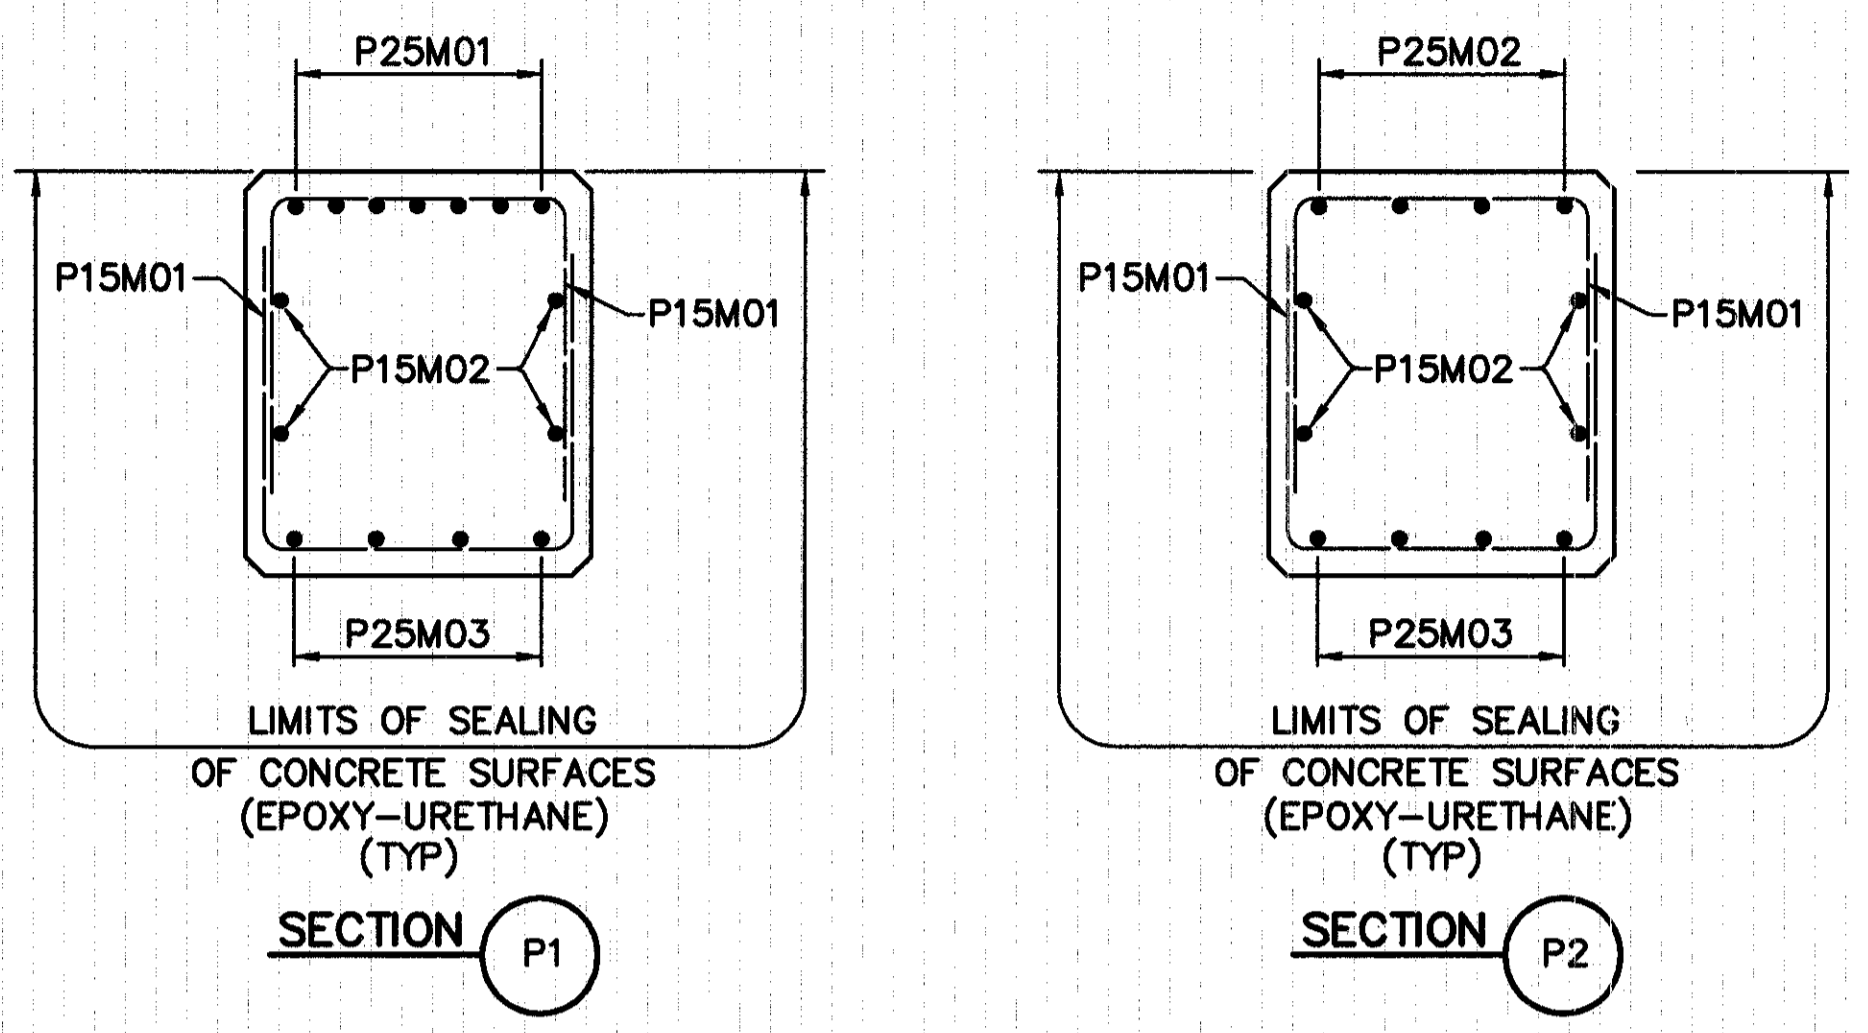 P25M01
P15M01
P15M01
P15M02
P25M03
LIMITS OF SEALING
OF CONCRETE SURFACES
(EPOXY-URETHANE)
(TYP)
SECTION P1
P25M02
P15M01
P15M01
P15M02
P25M03
LIMITS OF SEALING
OF CONCRETE SURFACES
(EPOXY-URETHANE)
(TYP)
SECTION P2